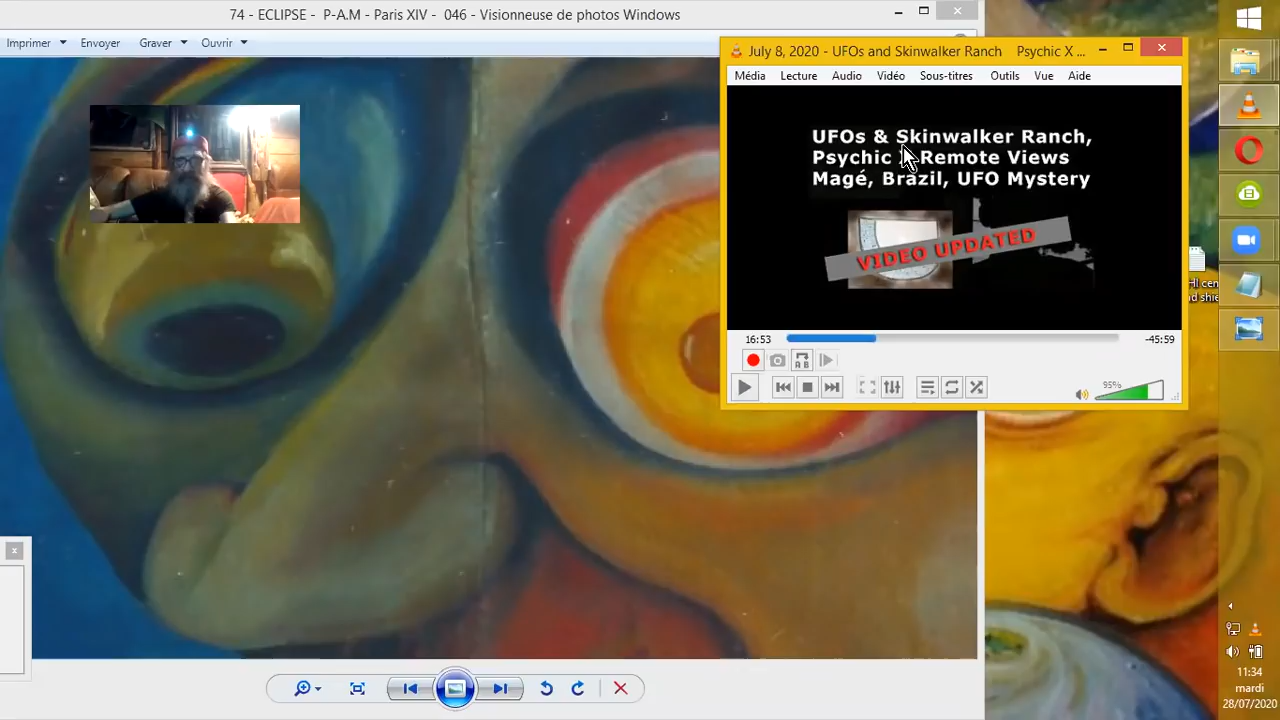 74 - ECLIPSE - P-A.M - Paris XIV - 046 - Visionneuse de photos Windows
Imprimer Envoyer Graver Ouvrir
July 8, 2020 - UFOs and Skinwalker Ranch Psychic X ...
Média Lecture Audio Vidéo Sous-titres Outils Vue Aide
UFOs & Skinwalker Ranch,
Psychic X Remote Views
Magé, Brazil, UFO Mystery
VIDEO UPDATED
16:53 -45:59
95%
11:34
mardi
28/07/2020